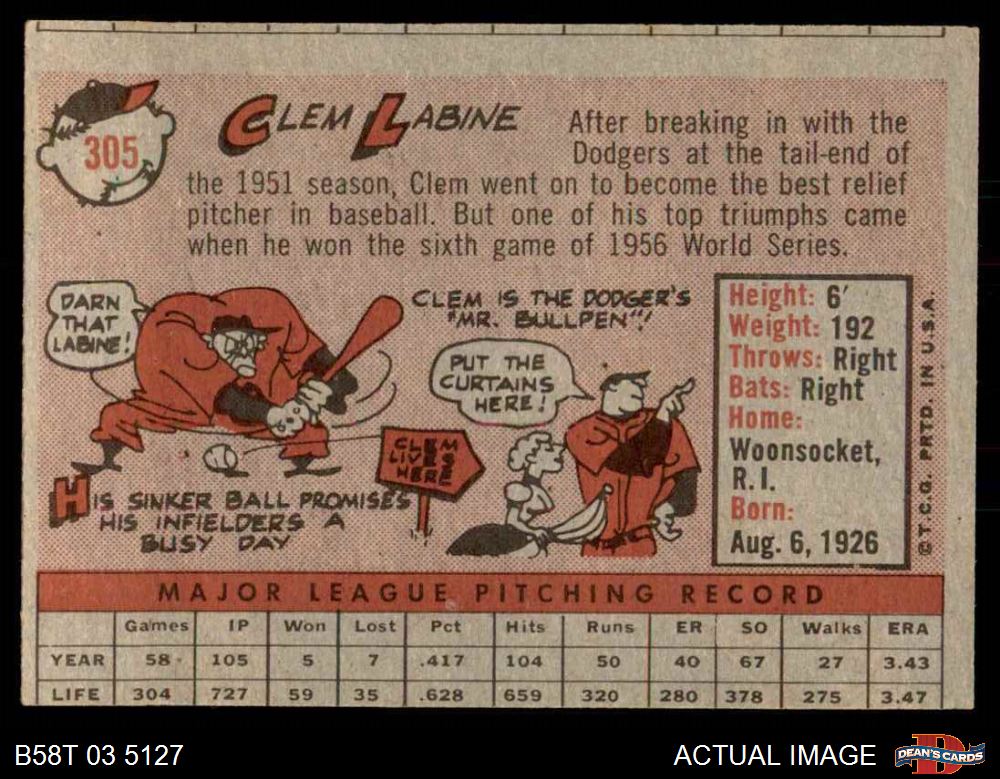 305
CLEM LABINE
After breaking in with the
Dodgers at the tail-end of
the 1951 season, Clem went on to become the best relief
pitcher in baseball. But one of his top triumphs came
when he won the sixth game of 1956 World Series.
DARN
THAT
LABINE!
CLEM IS THE DODGER'S
"MR. BULLPEN"!
PUT THE
CURTAINS
HERE!
CLEM
LIVES
HERE
HIS SINKER BALL PROMISES
HIS INFIELDERS A
BUSY DAY
Height: 6'
Weight: 192
Throws: Right
Bats: Right
Home:
Woonsocket,
R.I.
Born:
Aug. 6, 1926
© T.C.G. PRTD. IN U.S.A.
MAJOR LEAGUE PITCHING RECORD
Games IP Won Lost Pct Hits Runs ER SO Walks ERA
YEAR 58 105 5 7 .417 104 50 40 67 27 3.43
LIFE 304 727 59 35 .628 659 320 280 378 275 3.47
B58T 03 5127
ACTUAL IMAGE
D
DEAN'S CARDS